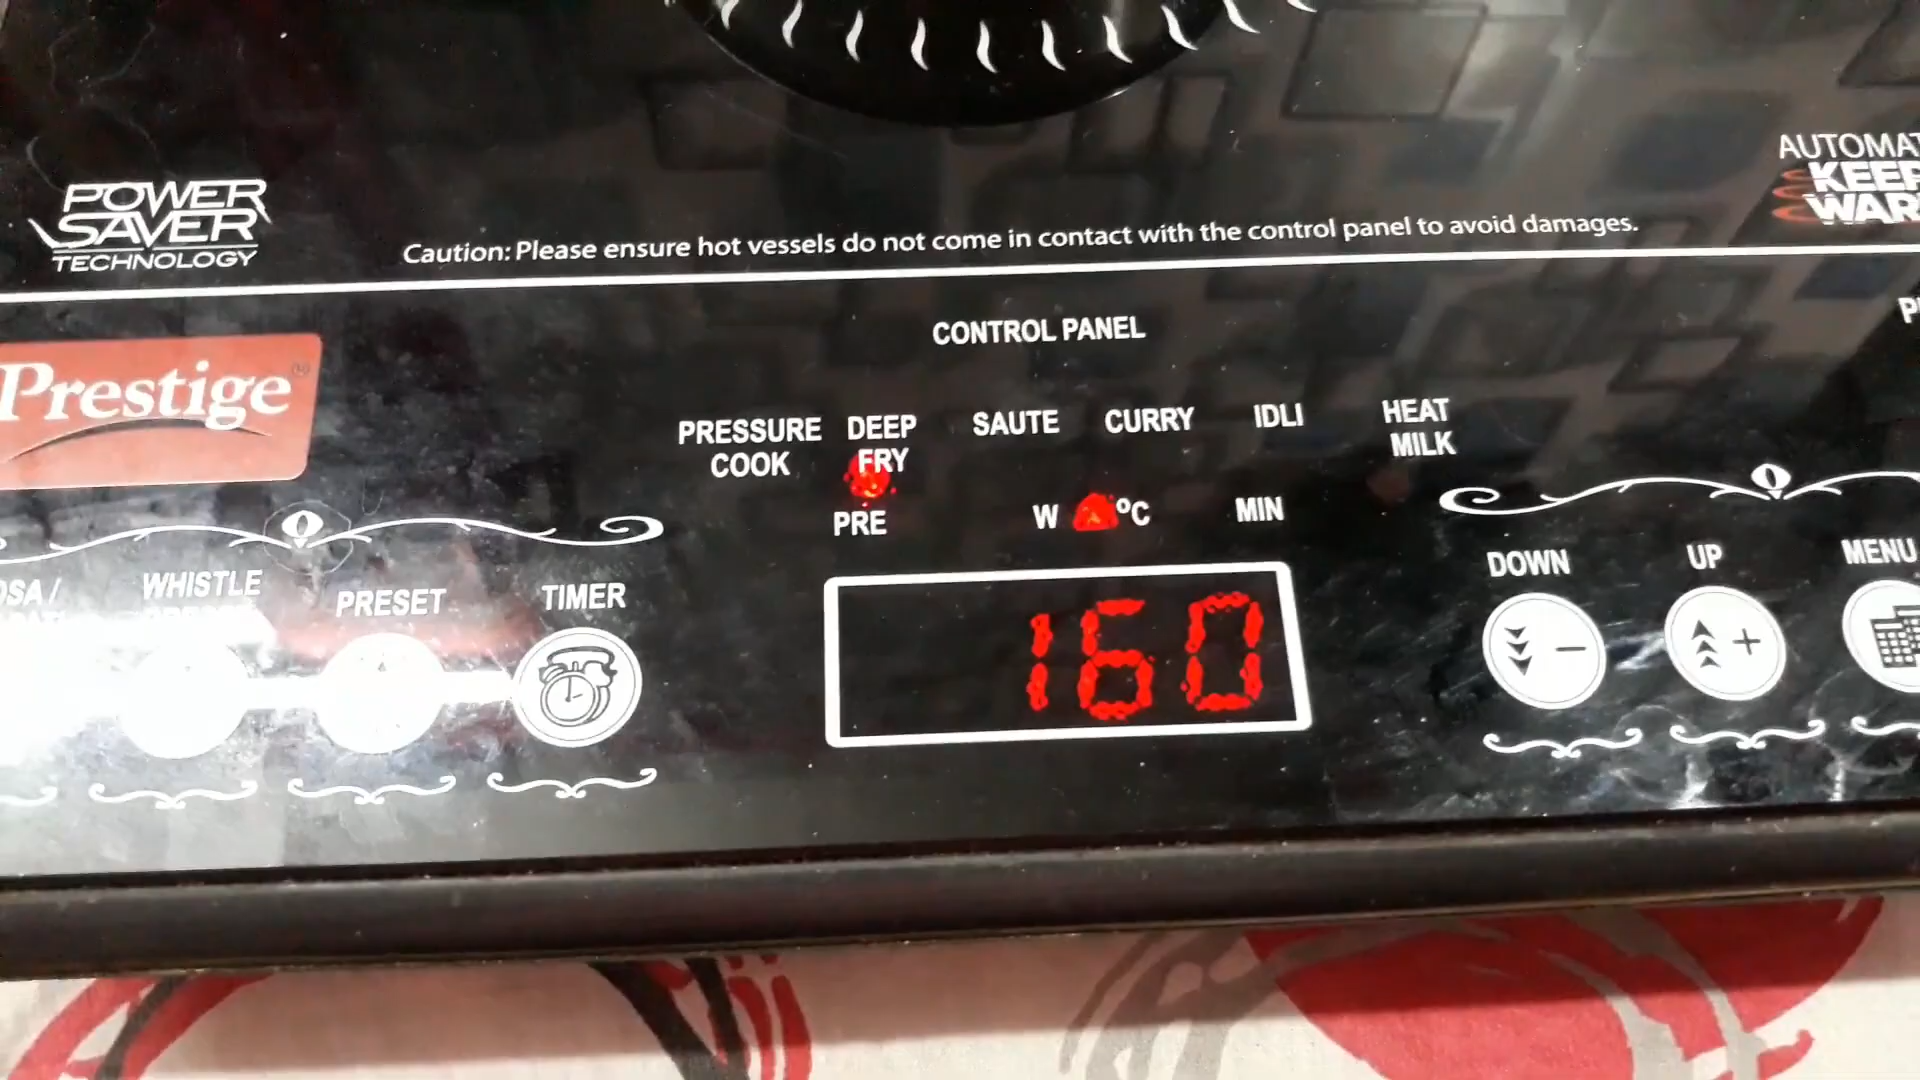 POWER
SAVER
TECHNOLOGY
AUTOMAT
KEEP
WAR
Caution: Please ensure hot vessels do not come in contact with the control panel to avoid damages.
Prestige
CONTROL PANEL
PRESSURE COOK
DEEP FRY
SAUTE
CURRY
IDLI
HEAT MILK
PRE
W
°C
MIN
160
WHISTLE
PRESET
TIMER
DOWN
UP
MENU